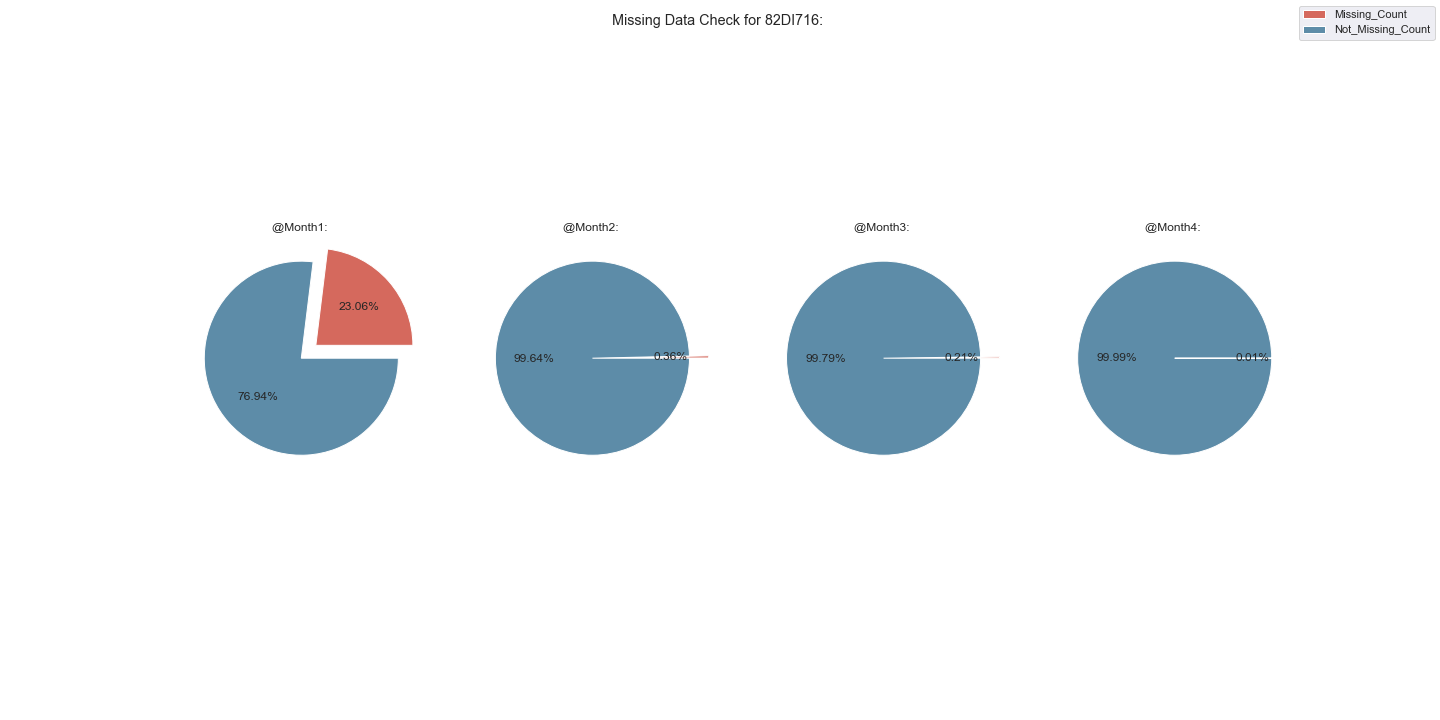 Missing Data Check for 82DI716:
Missing_Count
Not_Missing_Count
@Month1:
@Month2:
@Month3:
@Month4:
23.06%
76.94%
99.64%
0.36%
99.79%
0.21%
99.99%
0.01%